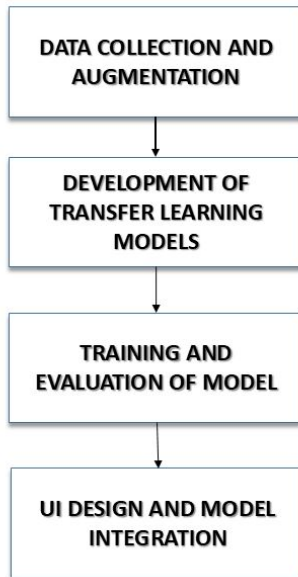 DATA COLLECTION AND
AUGMENTATION
DEVELOPMENT OF
TRANSFER LEARNING
MODELS
TRAINING AND
EVALUATION OF MODEL
UI DESIGN AND MODEL
INTEGRATION